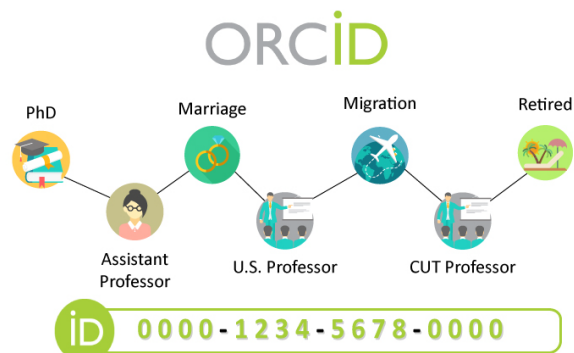 ORCiD
PhD
Marriage
Migration
Retired
Assistant
Professor
U.S. Professor
CUT Professor
iD 0000-1234-5678-0000